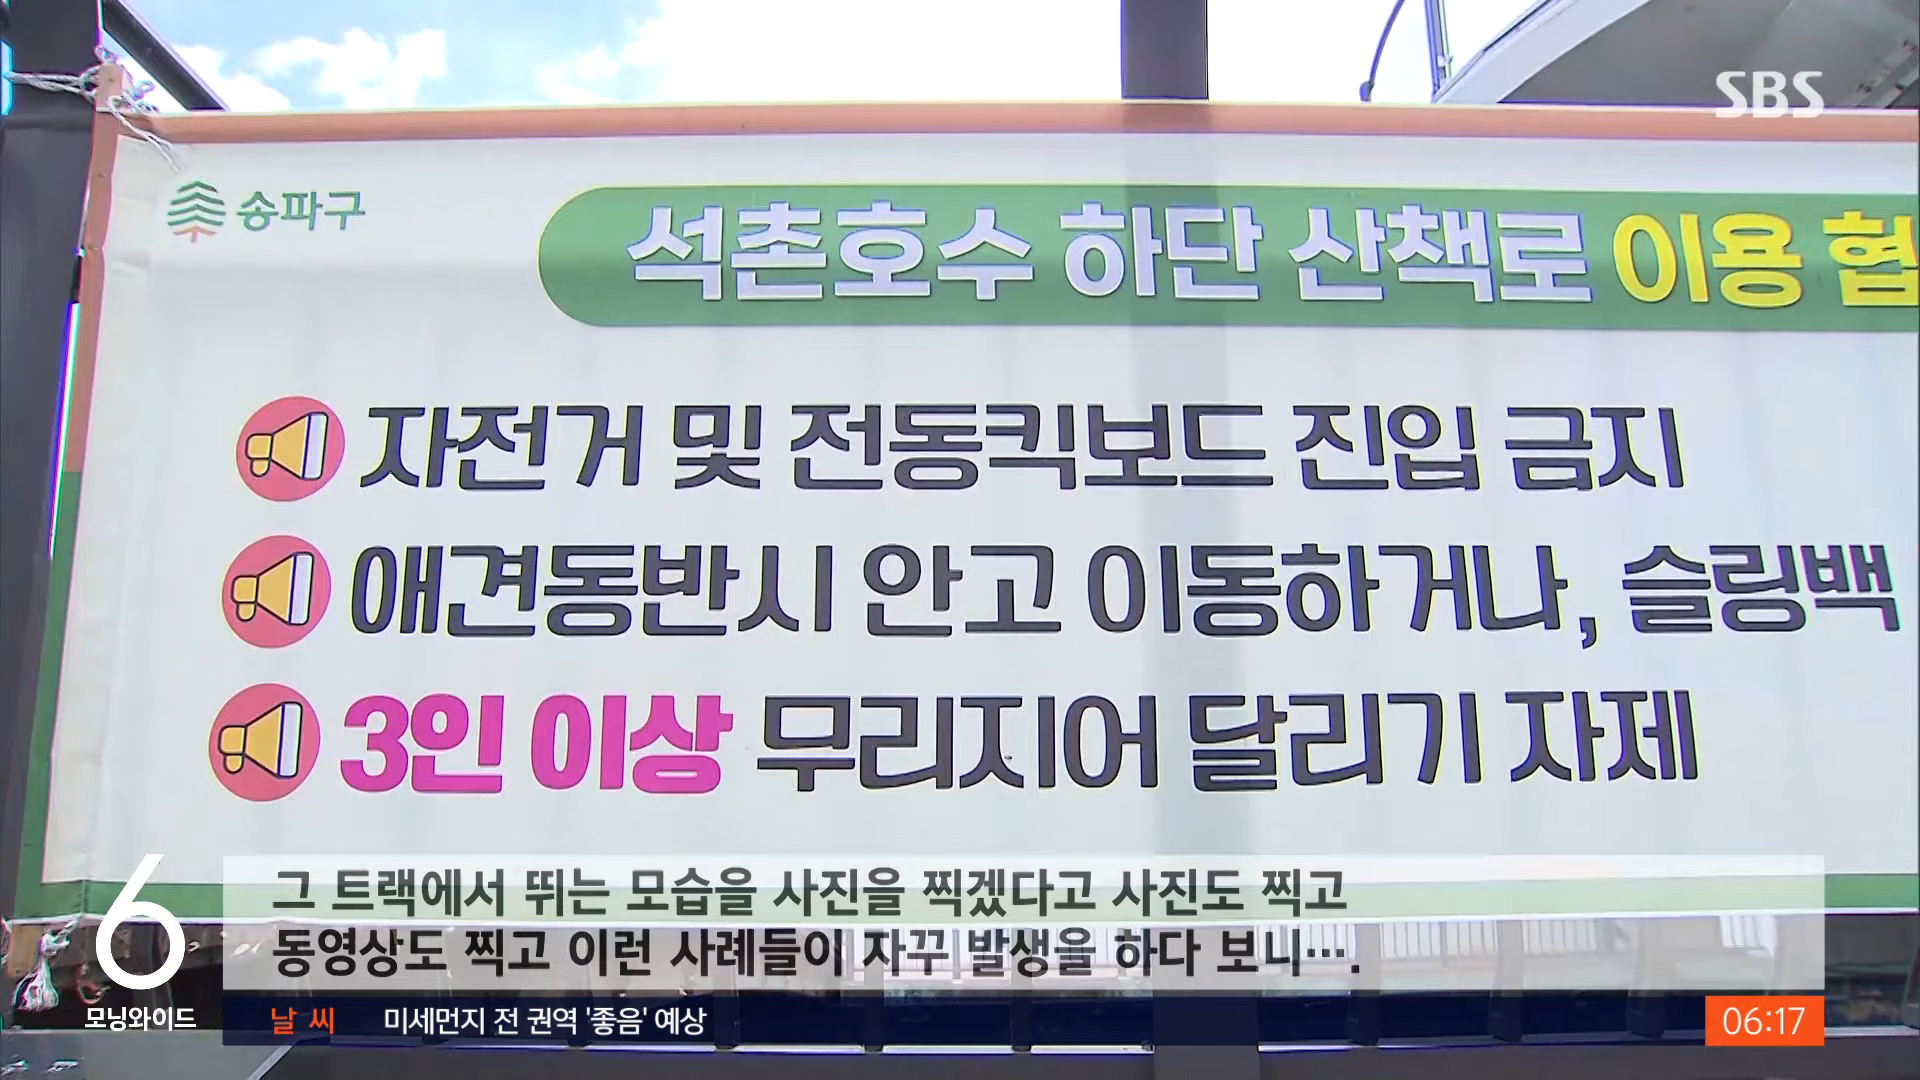 SBS
송파구
석촌호수 하단 산책로 이용 협
자전거 및 전동킥보드 진입 금지
애견동반시 안고 이동하거나, 슬링백
3인 이상 무리지어 달리기 자제
그 트랙에서 뛰는 모습을 사진을 찍겠다고 사진도 찍고
동영상도 찍고 이런 사례들이 자꾸 발생을 하다 보니….
6
모닝와이드
날씨 미세먼지 전 권역 '좋음' 예상
06:17